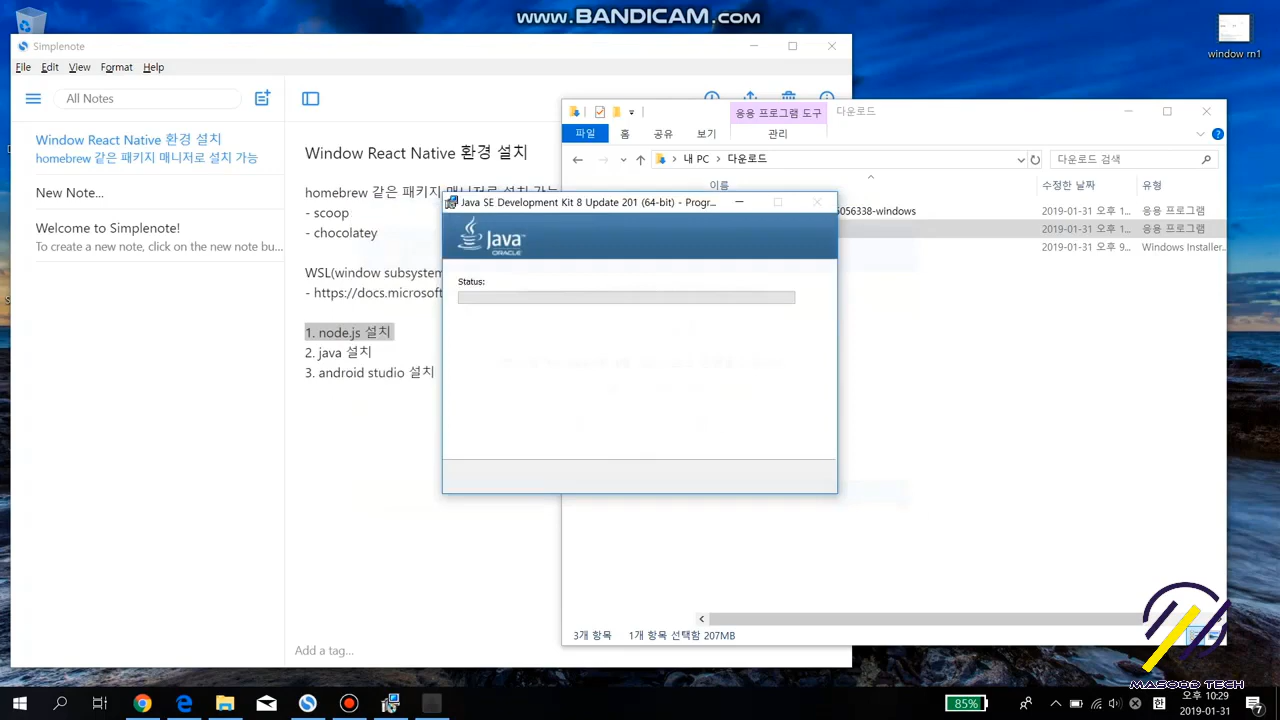 www.BANDICAM.com
window rn1
Simplenote
File Edit View Format Help
All Notes
Window React Native 환경 설치
homebrew 같은 패키지 매니저로 설치 가능
New Note...
Welcome to Simplenote!
To create a new note, click on the new note bu...
Window React Native 환경 설치
homebrew 같은 패키지 매니저로 설치 가능
- scoop
- chocolatey
WSL(window subsystem
- https://docs.microsoft
1. node.js 설치
2. java 설치
3. android studio 설치
Add a tag...
응용 프로그램 도구
다운로드
파일 홈 공유 보기 관리
내 PC > 다운로드
다운로드 검색
이름 수정한 날짜 유형
056338-windows 2019-01-31 오후 1... 응용 프로그램
2019-01-31 오후 1... 응용 프로그램
2019-01-31 오후 9... Windows Installer...
3개 항목 1개 항목 선택함 207MB
Java SE Development Kit 8 Update 201 (64-bit) - Progr...
Java
ORACLE
Status:
MAGODO TECH
85%
한
오후 10:29
2019-01-31
7